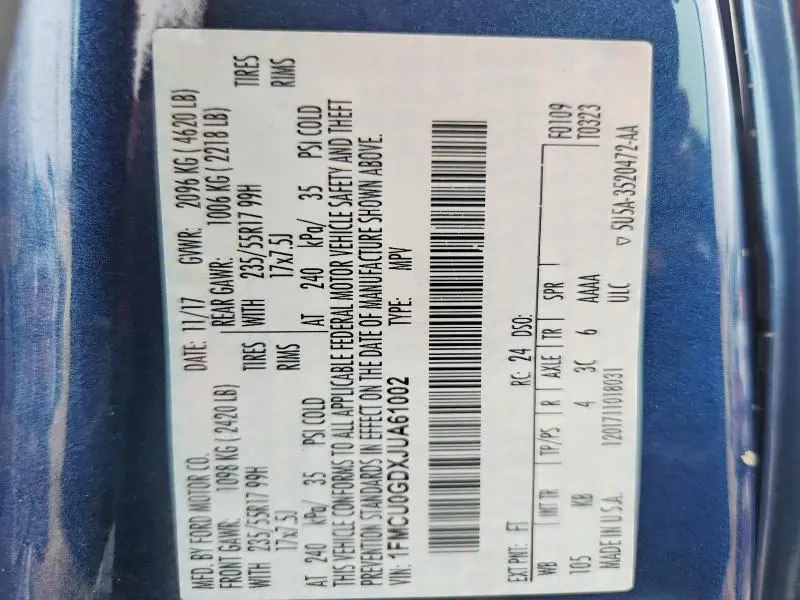 MFD. BY FORD MOTOR CO. DATE: 11/17 GVWR: 2096 KG ( 4620 LB)
FRONT GAWR: 1098 KG ( 2420 LB) REAR GAWR: 1006 KG ( 2218 LB)
WITH 235/55R17 99H TIRES WITH 235/55R17 99H TIRES
17x7.5J RIMS 17x7.5J RIMS
AT 240 kPa/ 35 PSI COLD AT 240 kPa/ 35 PSI COLD
THIS VEHICLE CONFORMS TO ALL APPLICABLE FEDERAL MOTOR VEHICLE SAFETY AND THEFT
PREVENTION STANDARDS IN EFFECT ON THE DATE OF MANUFACTURE SHOWN ABOVE.
VIN: 1FMCU0GDXJUA61002 TYPE: MPV
EXT PNT: FT RC: 24 DSO: F0109
WB INT TR TP/PS R AXLE TR SPR T0323
105 KB 4 3C 6 AAAA
MADE IN U.S.A. 1201711018031 ULC ▽ 5U5A-3520472-AA